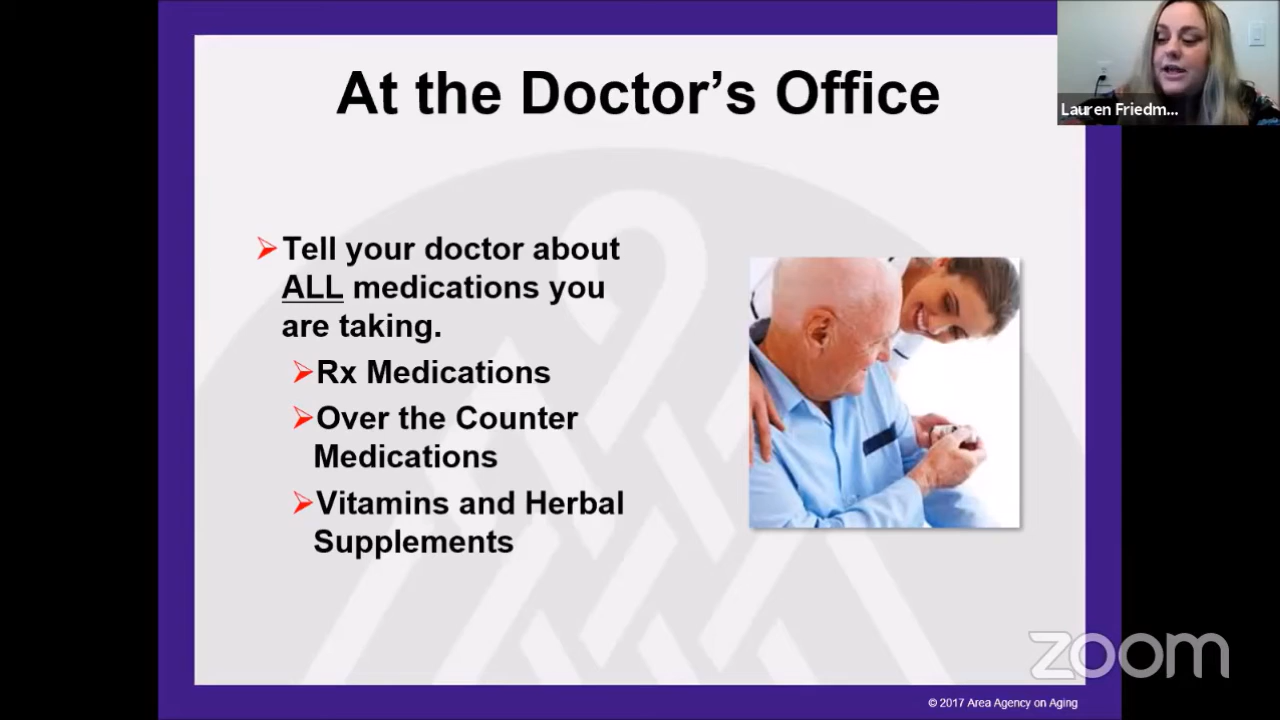 At the Doctor’s Office
Lauren Friedm...
Tell your doctor about
ALL medications you
are taking.
Rx Medications
Over the Counter
Medications
Vitamins and Herbal
Supplements
zoom
© 2017 Area Agency on Aging